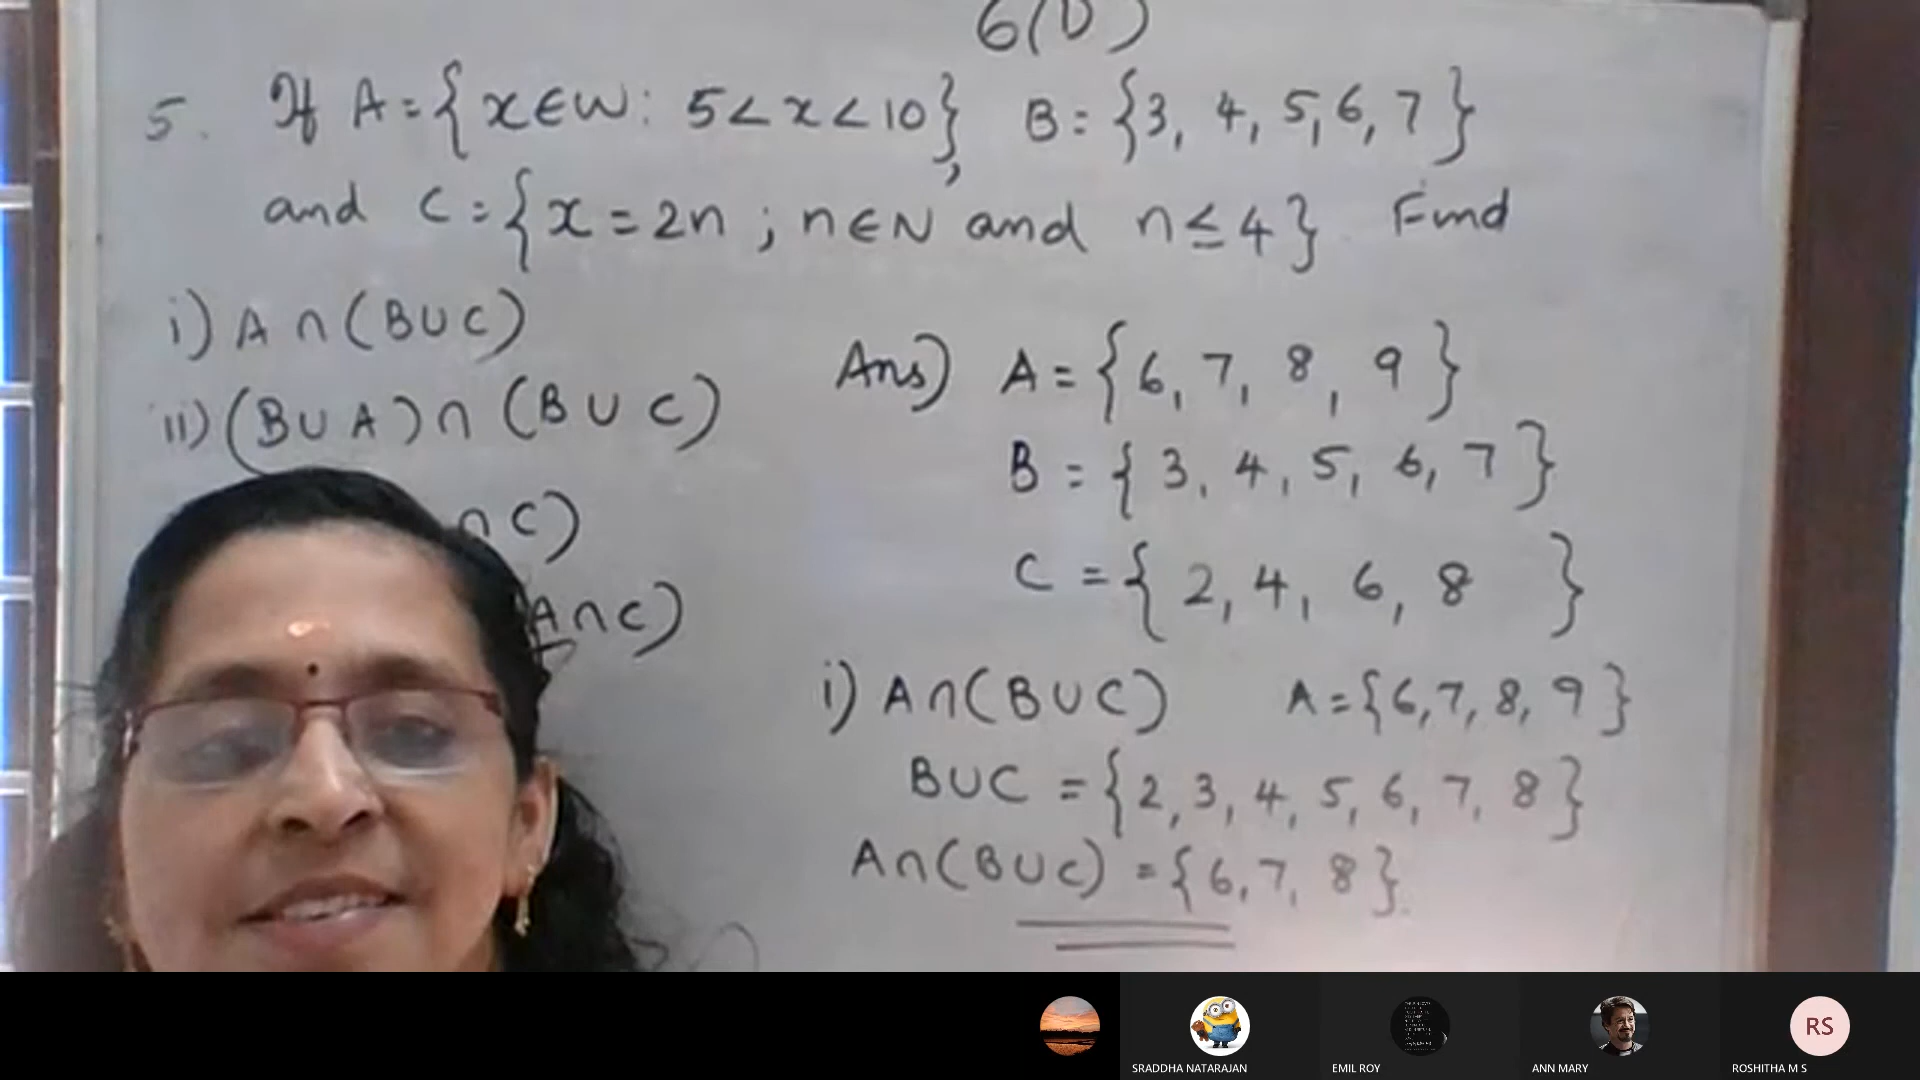 6(D)
5. If A = {x∈W: 5<x<10}, B = {3, 4, 5, 6, 7}
and C = {x = 2n ; n∈N and n≤4}. Find
i) A∩(B∪C)
ii) (B∪A)∩(B∪C)
∩C)
A∩C)
Ans) A = {6, 7, 8, 9}
B = {3, 4, 5, 6, 7}
C = {2, 4, 6, 8 }
i) A∩(B∪C) A = {6, 7, 8, 9}
B∪C = {2, 3, 4, 5, 6, 7, 8}
A∩(B∪C) = {6, 7, 8}.
SRADDHA NATARAJAN
EMIL ROY
ANN MARY
RS
ROSHITHA M S